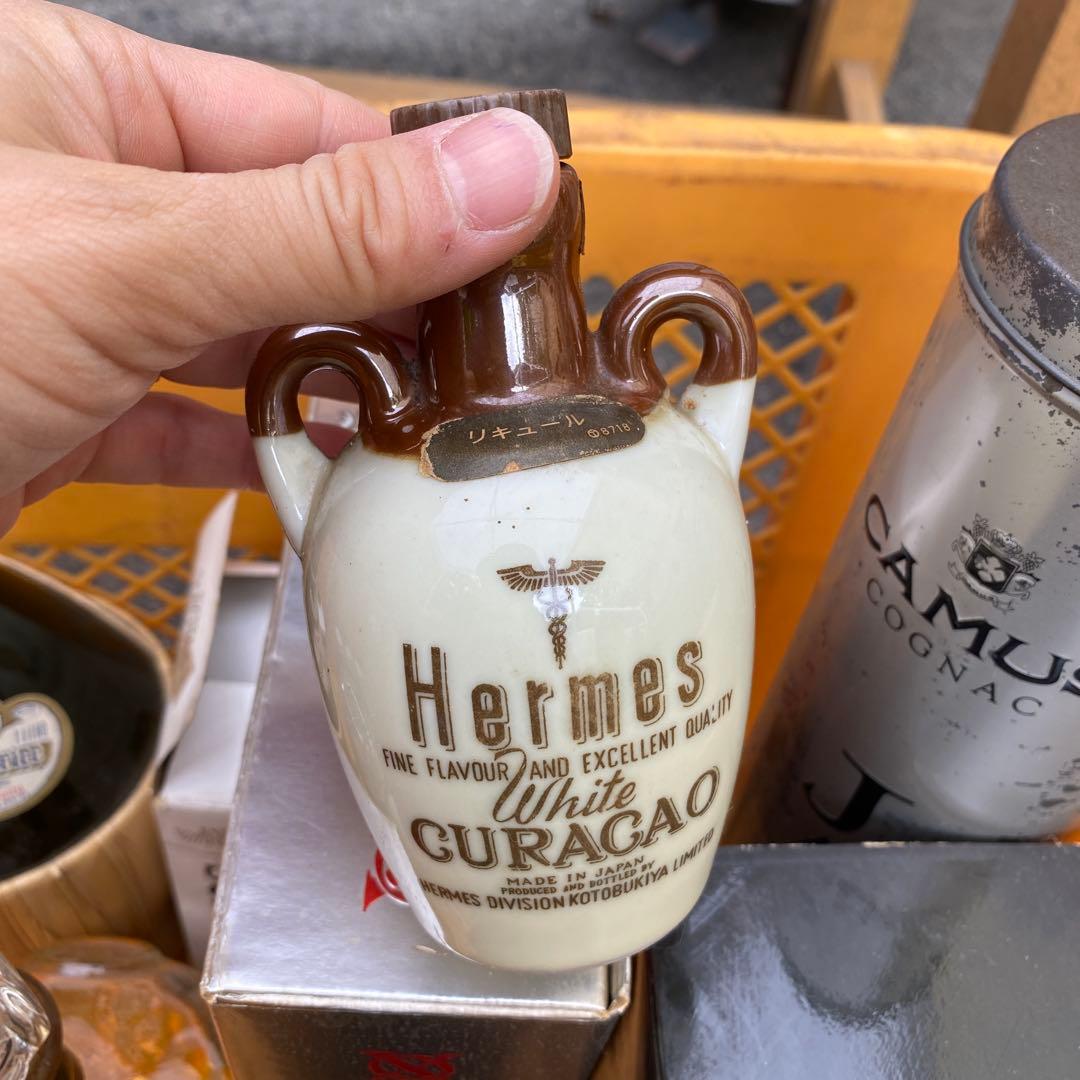 リキュール
8718
Hermes
FINE FLAVOUR AND EXCELLENT QUALITY
White
CURACAO
MADE IN JAPAN
PRODUCED AND BOTTLED BY
HERMES DIVISION KOTOBUKIYA LIMITED
CAMUS
COGNAC